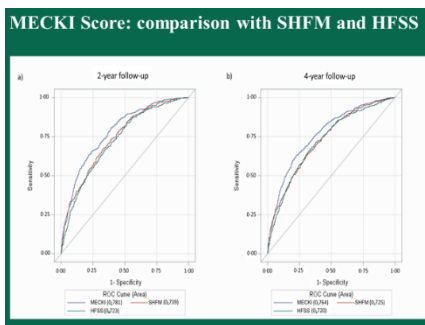 MECKI Score: comparison with SHFM and HFSS
a)
2-year follow-up
1·00
0·75
0·50
0·25
0·00
Sensitivity
0·00 0·25 0·50 0·75 1·00
1- Specificity
ROC Curve (Area)
MECKI (0,781) SHFM (0,739)
HFSS (0,723)
b)
4-year follow-up
1·00
0·75
0·50
0·25
0·00
Sensitivity
0·00 0·25 0·50 0·75 1·00
1- Specificity
ROC Curve (Area)
MECKI (0,764) SHFM (0,725)
HFSS (0,720)